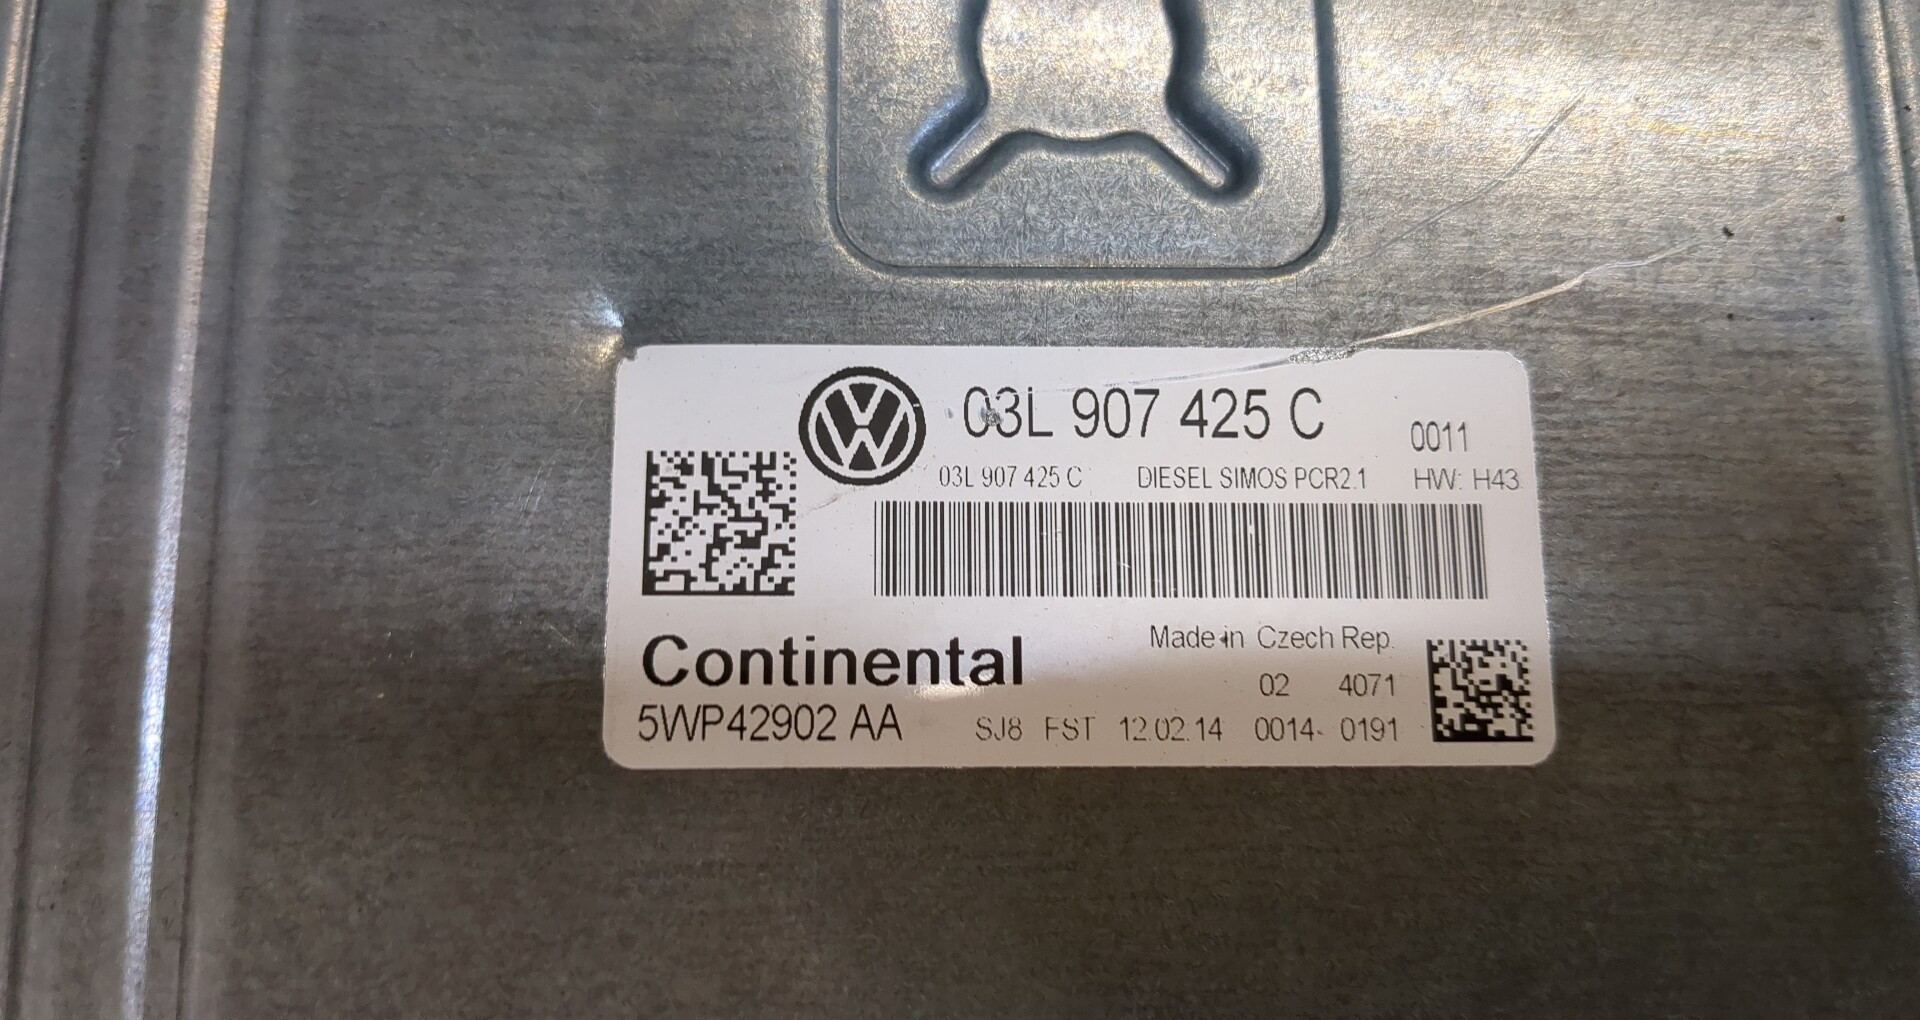 03L 907 425 C 0011
03L 907 425 C DIESEL SIMOS PCR2.1 HW: H43
Continental Made in Czech Rep.
02 4071
5WP42902 AA SJ8 FST 12.02.14 0014- 0191